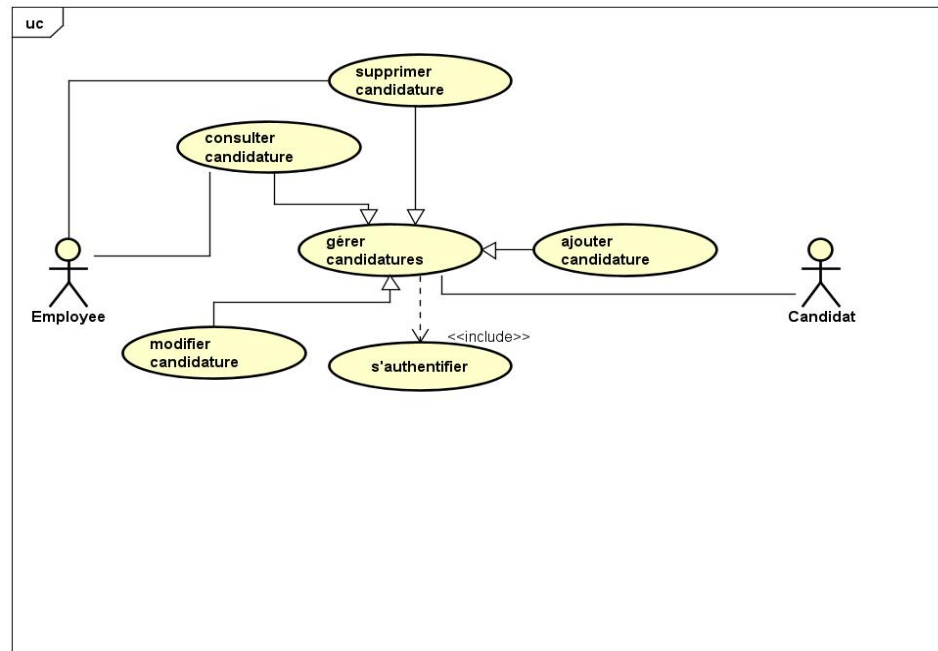 uc
supprimer
candidature
consulter
candidature
gérer
candidatures
ajouter
candidature
Employee
Candidat
<<include>>
modifier
candidature
s'authentifier